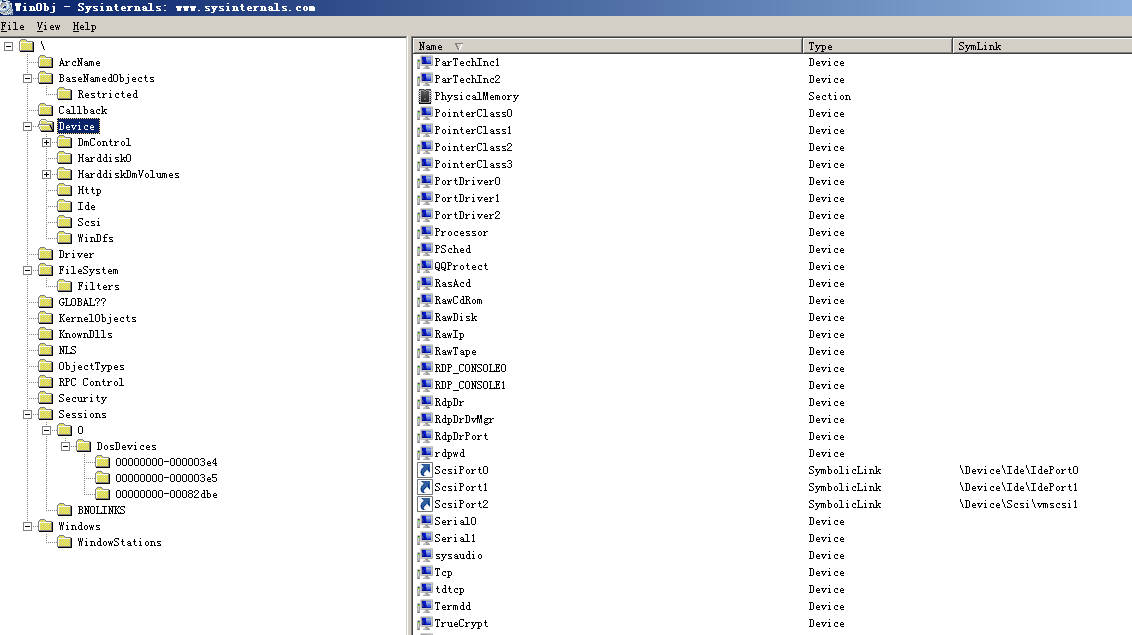 WinObj - Sysinternals: www.sysinternals.com
File View Help
\
ArcName
BaseNamedObjects
Restricted
Callback
Device
DmControl
Harddisk0
HarddiskDmVolumes
Http
Ide
Scsi
WinDfs
Driver
FileSystem
Filters
GLOBAL??
KernelObjects
KnownDlls
NLS
ObjectTypes
RPC Control
Security
Sessions
0
DosDevices
00000000-000003e4
00000000-000003e5
00000000-00082dbe
BNOLINKS
Windows
WindowStations
Name Type SymLink
ParTechInc1 Device
ParTechInc2 Device
PhysicalMemory Section
PointerClass0 Device
PointerClass1 Device
PointerClass2 Device
PointerClass3 Device
PortDriver0 Device
PortDriver1 Device
PortDriver2 Device
Processor Device
PSched Device
QQProtect Device
RasAcd Device
RawCdRom Device
RawDisk Device
RawIp Device
RawTape Device
RDP_CONSOLE0 Device
RDP_CONSOLE1 Device
RdpDr Device
RdpDrDvMgr Device
RdpDrPort Device
rdpwd Device
ScsiPort0 SymbolicLink \Device\Ide\IdePort0
ScsiPort1 SymbolicLink \Device\Ide\IdePort1
ScsiPort2 SymbolicLink \Device\Scsi\vmscsi1
Serial0 Device
Serial1 Device
sysaudio Device
Tcp Device
tdtcp Device
Termdd Device
TrueCrypt Device